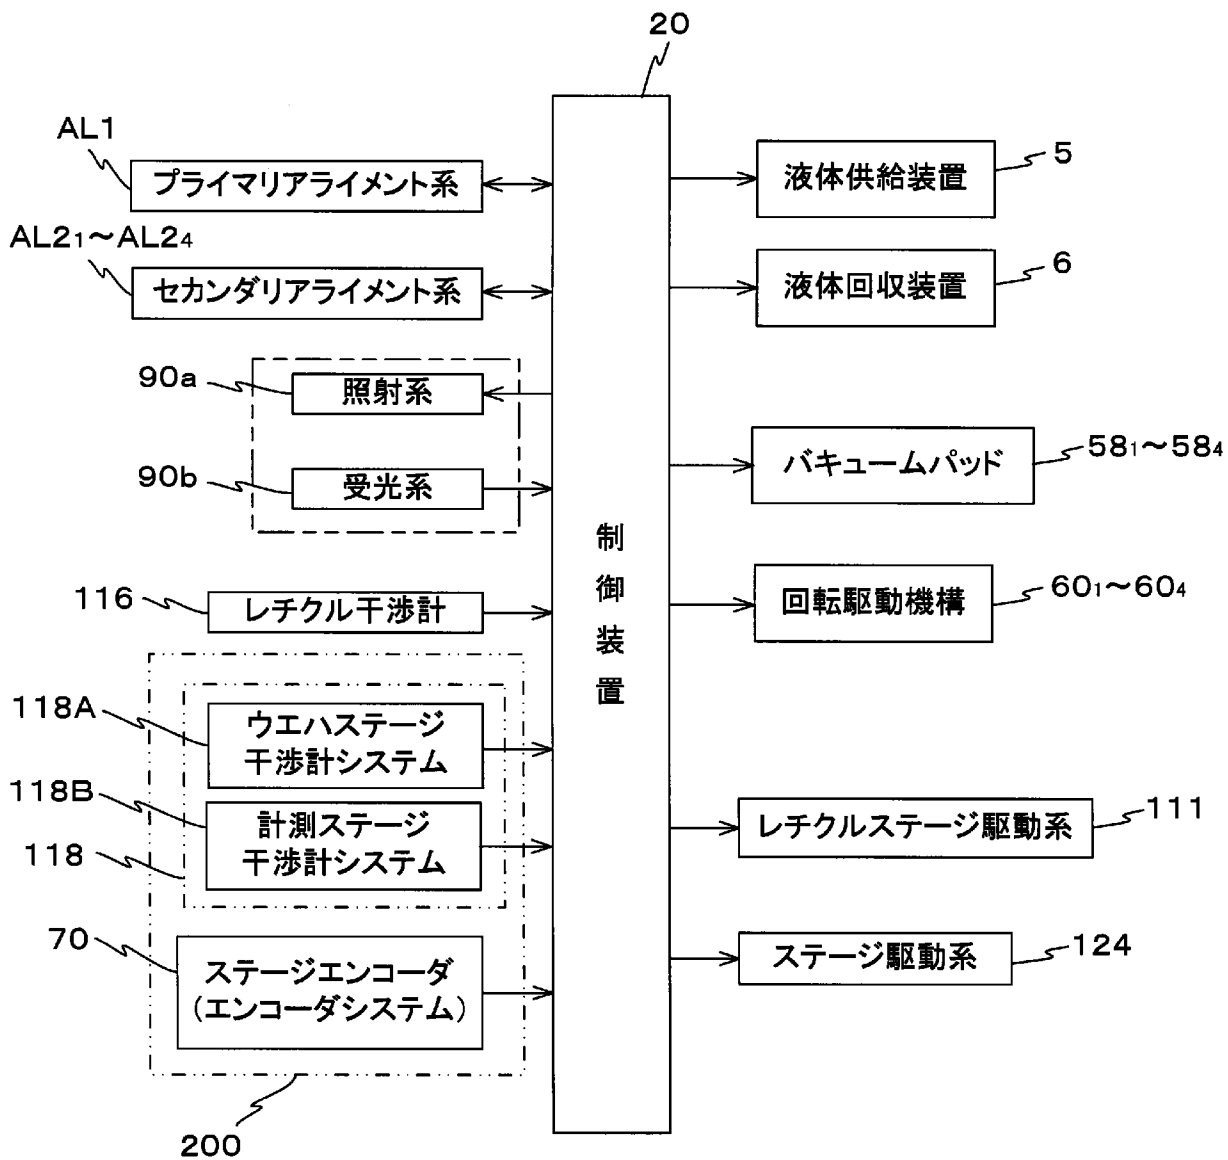 20
AL1
プライマリアライメント系
AL2₁～AL2₄
セカンダリアライメント系
90a
照射系
90b
受光系
116
レチクル干渉計
118A
ウエハステージ
干渉計システム
118B
計測ステージ
干渉計システム
118
70
ステージエンコーダ
(エンコーダシステム)
200
制御装置
液体供給装置
5
液体回収装置
6
バキュームパッド
58₁～58₄
回転駆動機構
60₁～60₄
レチクルステージ駆動系
111
ステージ駆動系
124